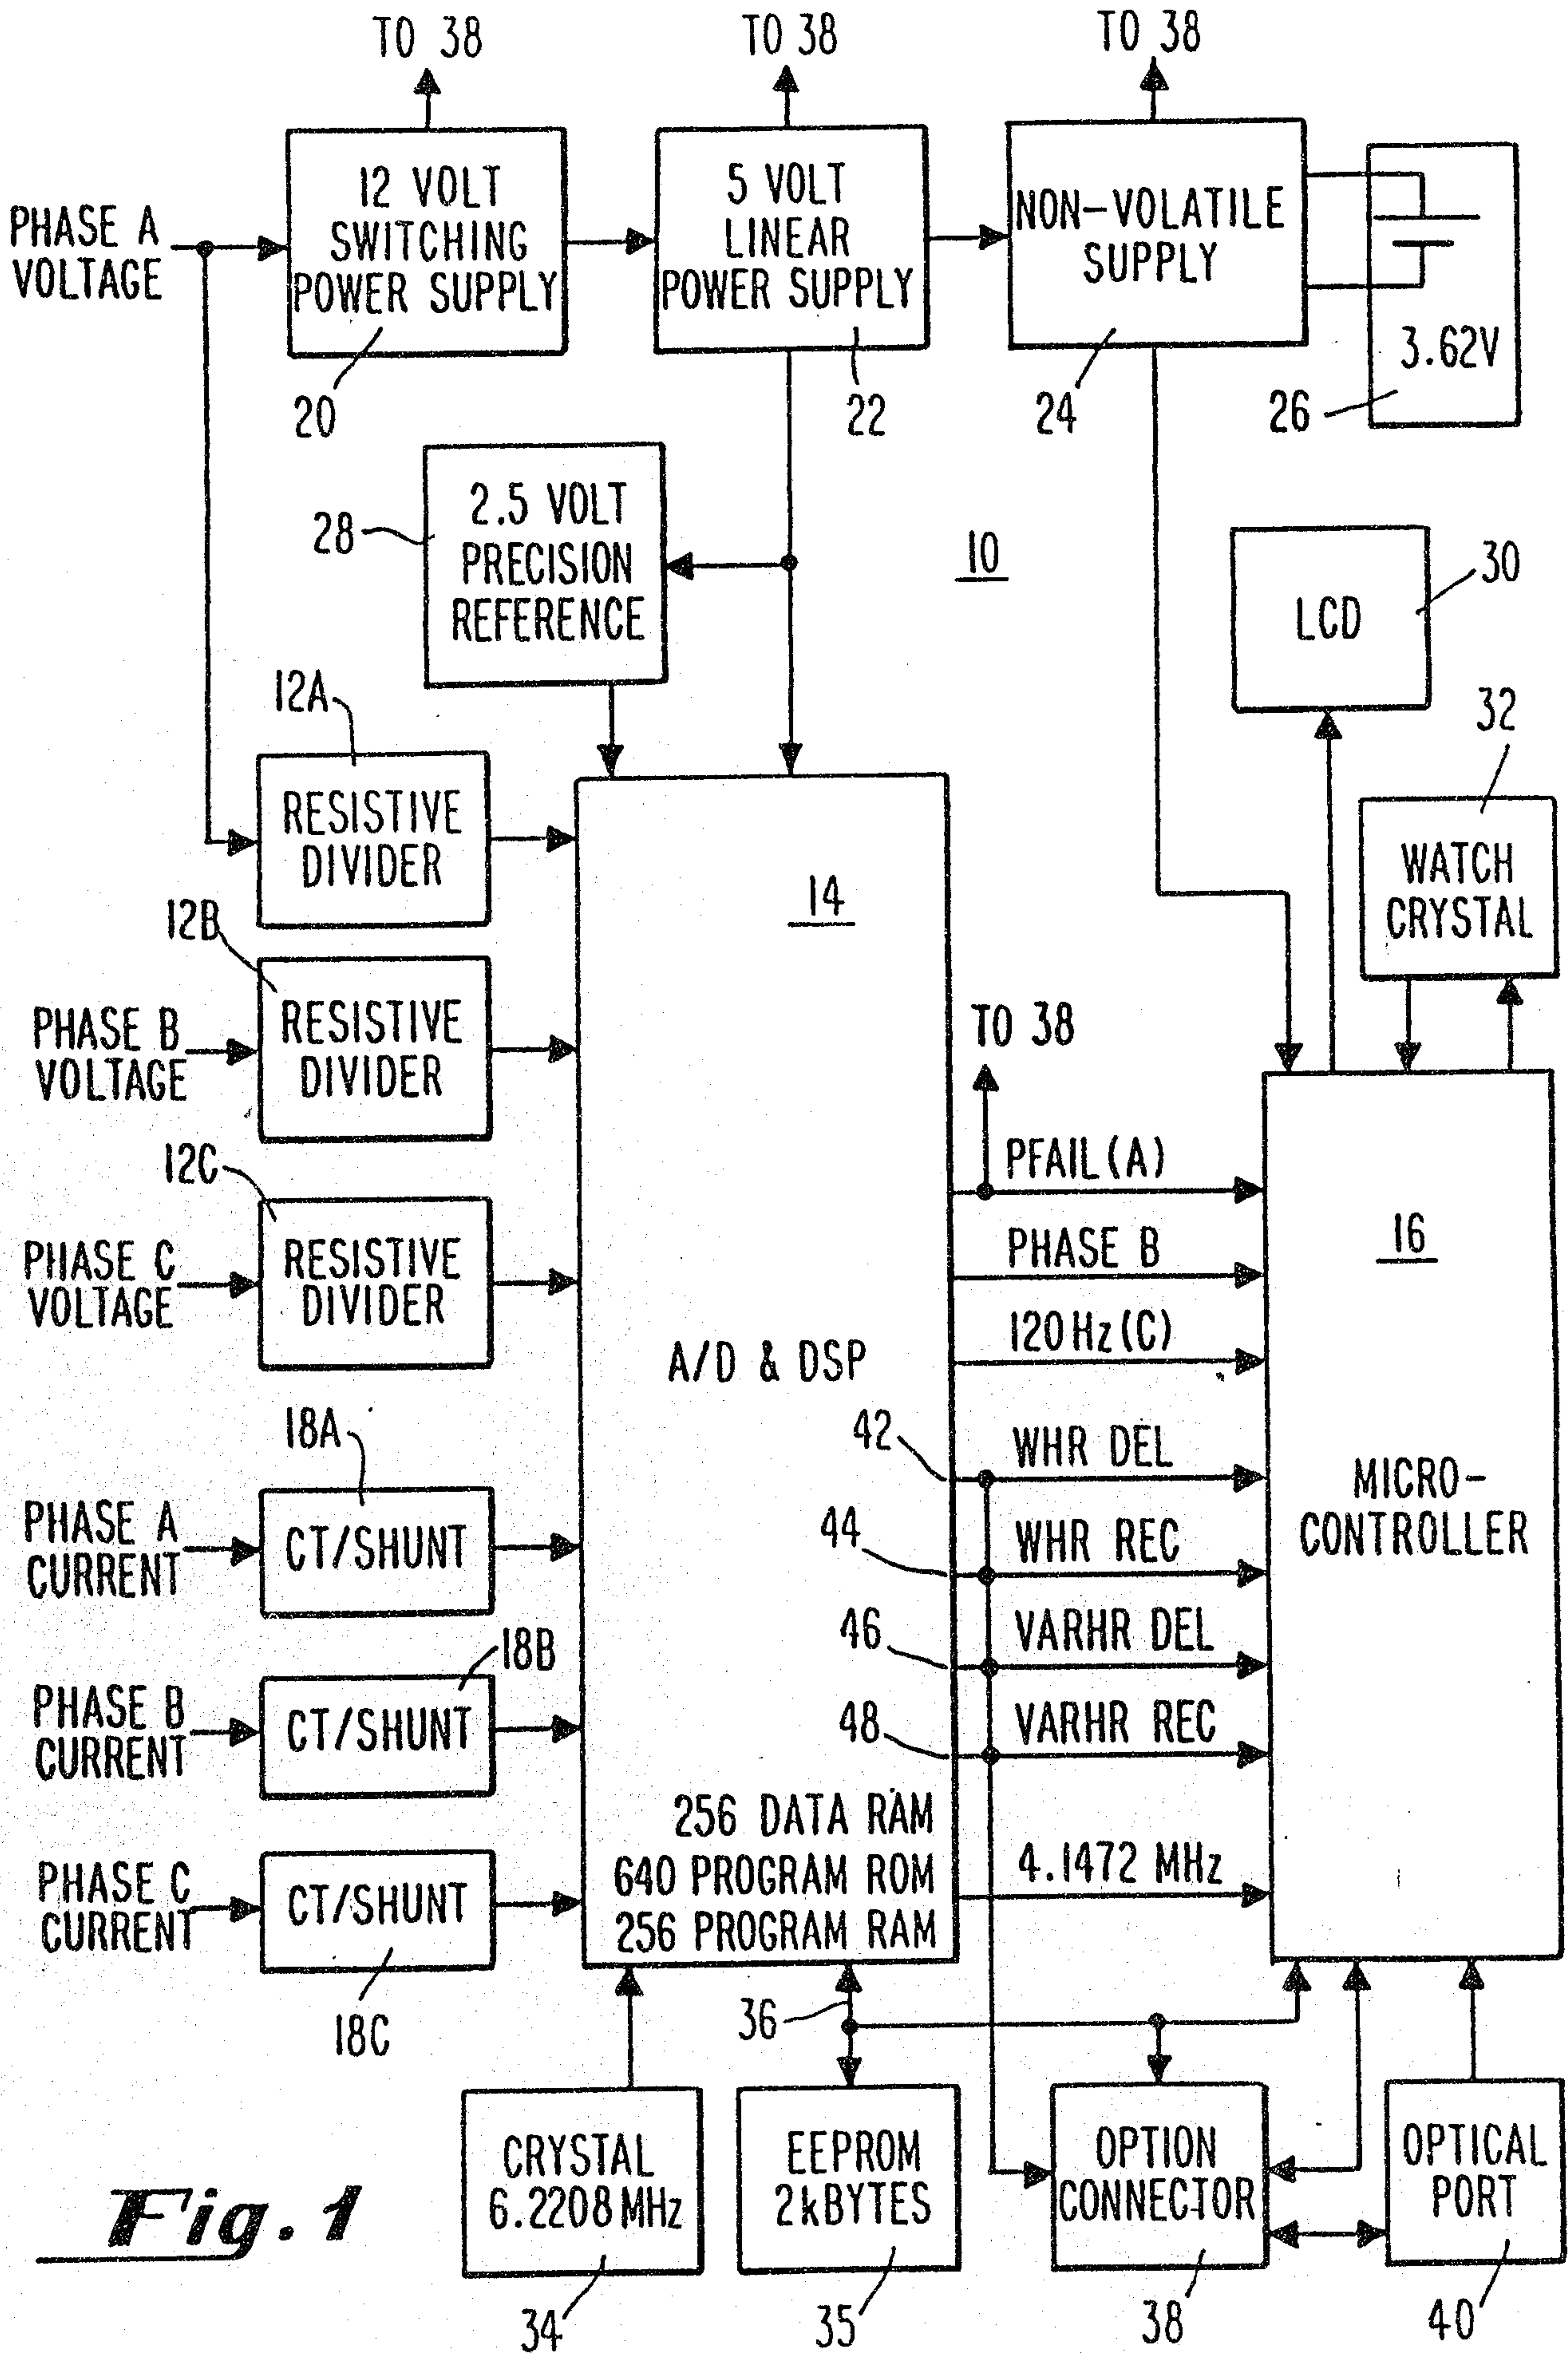 TO 38
TO 38
TO 38
PHASE A
VOLTAGE
12 VOLT
SWITCHING
POWER SUPPLY
5 VOLT
LINEAR
POWER SUPPLY
NON-VOLATILE
SUPPLY
3.62V
20
22
24
26
28
2.5 VOLT
PRECISION
REFERENCE
10
LCD
30
32
WATCH
CRYSTAL
12A
RESISTIVE
DIVIDER
12B
PHASE B
VOLTAGE
RESISTIVE
DIVIDER
12C
PHASE C
VOLTAGE
RESISTIVE
DIVIDER
14
A/D & DSP
TO 38
PFAIL(A)
PHASE B
120Hz(C)
42
WHR DEL
44
WHR REC
46
VARHR DEL
48
VARHR REC
4.1472 MHz
16
MICRO-
CONTROLLER
18A
PHASE A
CURRENT
CT/SHUNT
18B
PHASE B
CURRENT
CT/SHUNT
PHASE C
CURRENT
CT/SHUNT
18C
256 DATA RAM
640 PROGRAM ROM
256 PROGRAM RAM
36
CRYSTAL
6.2208MHz
34
EEPROM
2kBYTES
35
OPTION
CONNECTOR
38
OPTICAL
PORT
40
Fig. 1